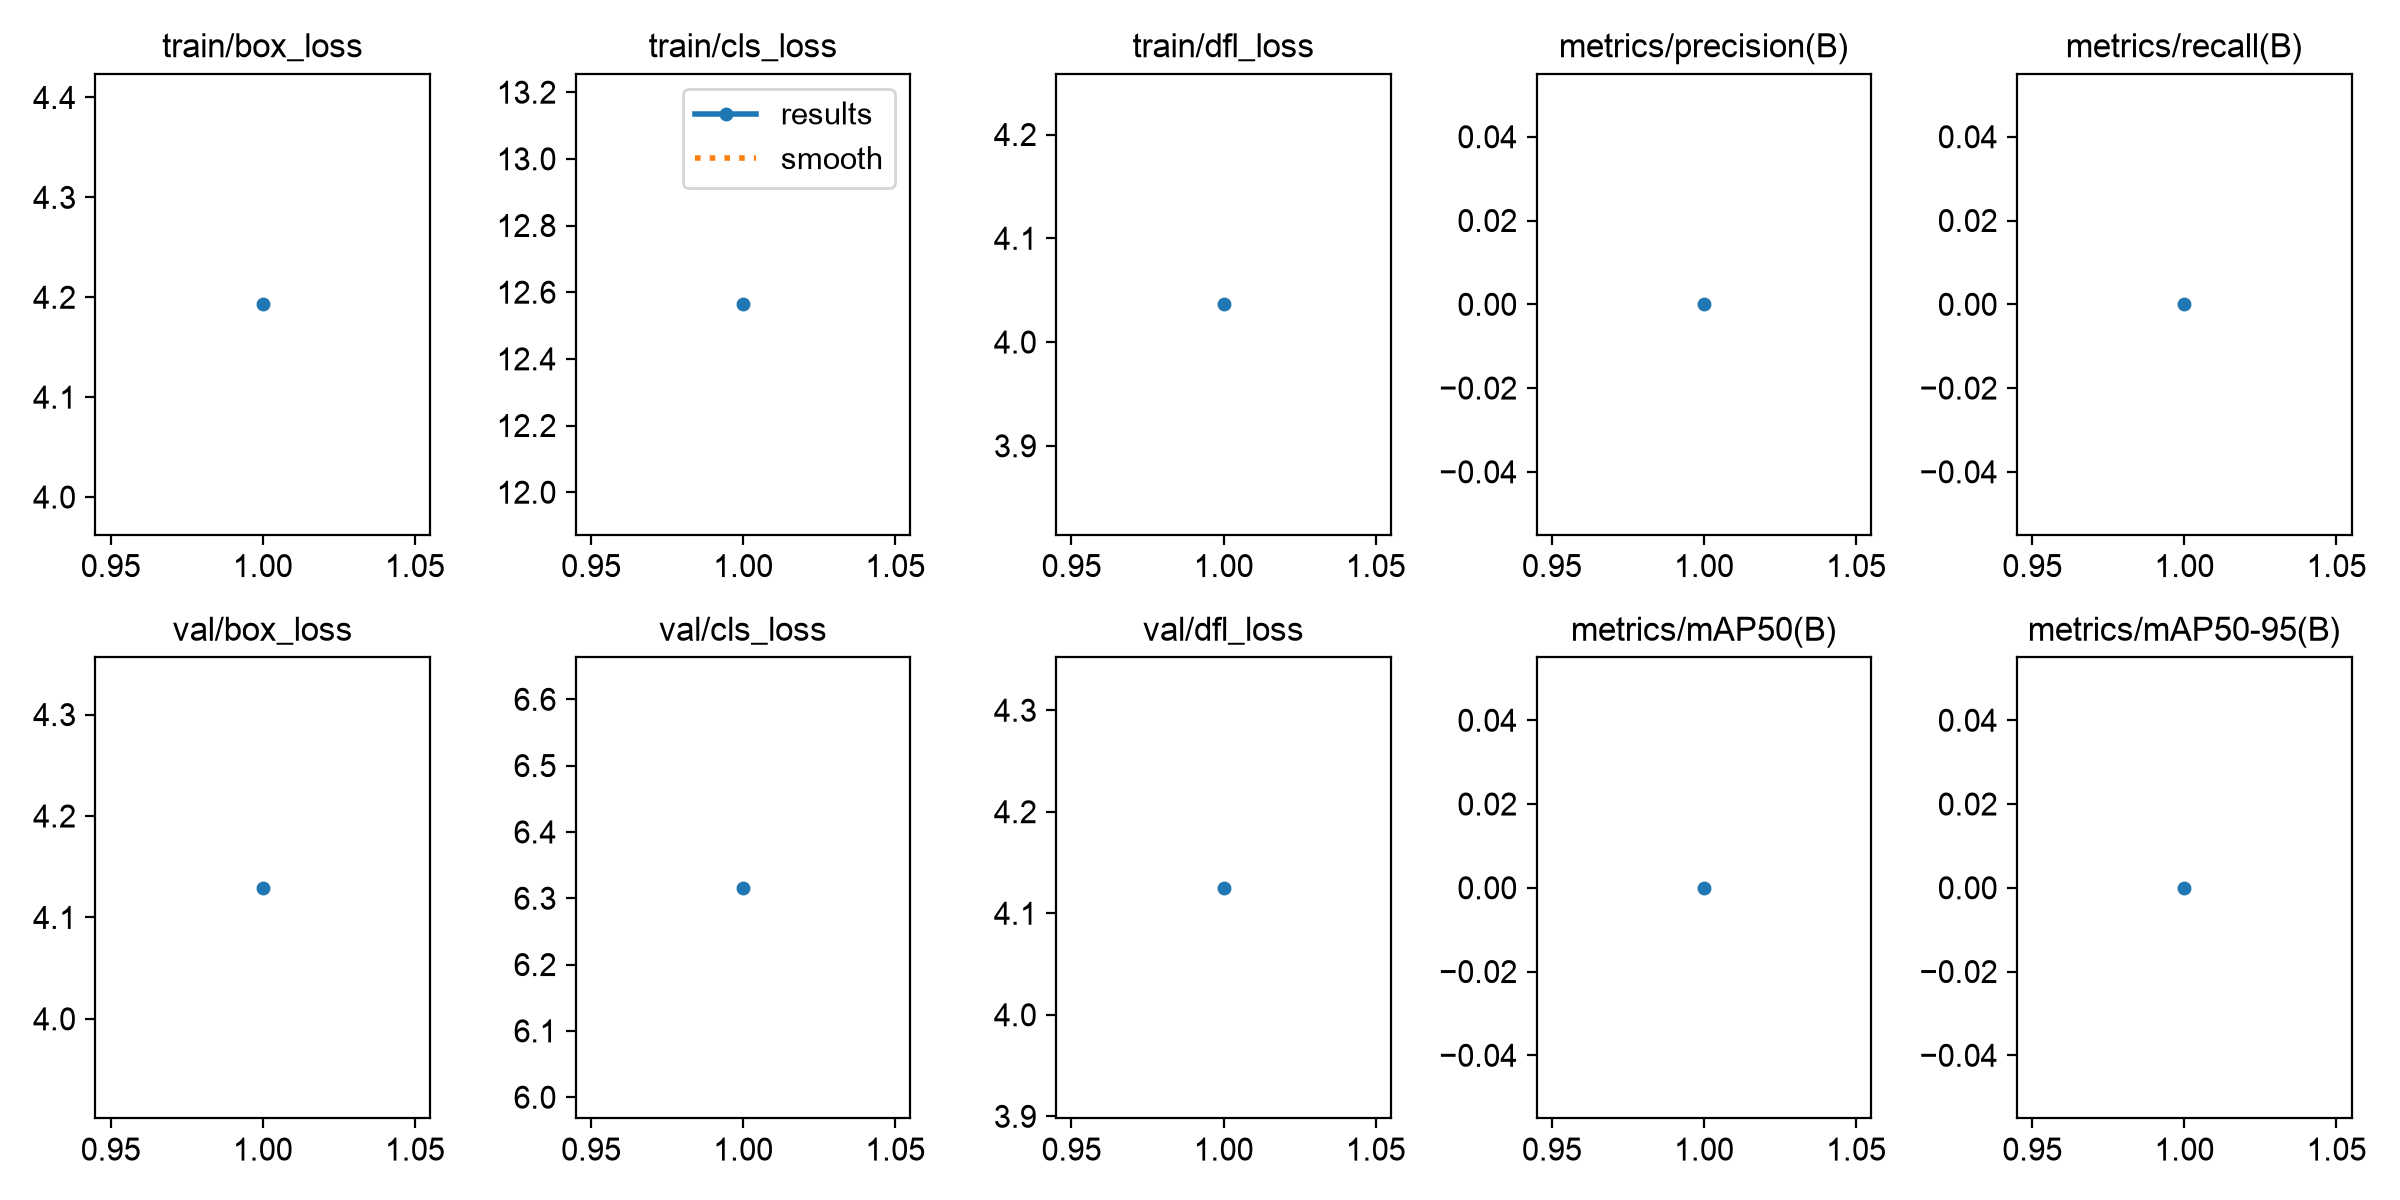 train/box_loss
4.4
4.3
4.2
4.1
4.0
0.95 1.00 1.05
train/cls_loss
results
smooth
13.2
13.0
12.8
12.6
12.4
12.2
12.0
0.95 1.00 1.05
train/dfl_loss
4.2
4.1
4.0
3.9
0.95 1.00 1.05
metrics/precision(B)
0.04
0.02
0.00
−0.02
−0.04
0.95 1.00 1.05
metrics/recall(B)
0.04
0.02
0.00
−0.02
−0.04
0.95 1.00 1.05
val/box_loss
4.3
4.2
4.1
4.0
0.95 1.00 1.05
val/cls_loss
6.6
6.5
6.4
6.3
6.2
6.1
6.0
0.95 1.00 1.05
val/dfl_loss
4.3
4.2
4.1
4.0
3.9
0.95 1.00 1.05
metrics/mAP50(B)
0.04
0.02
0.00
−0.02
−0.04
0.95 1.00 1.05
metrics/mAP50-95(B)
0.04
0.02
0.00
−0.02
−0.04
0.95 1.00 1.05